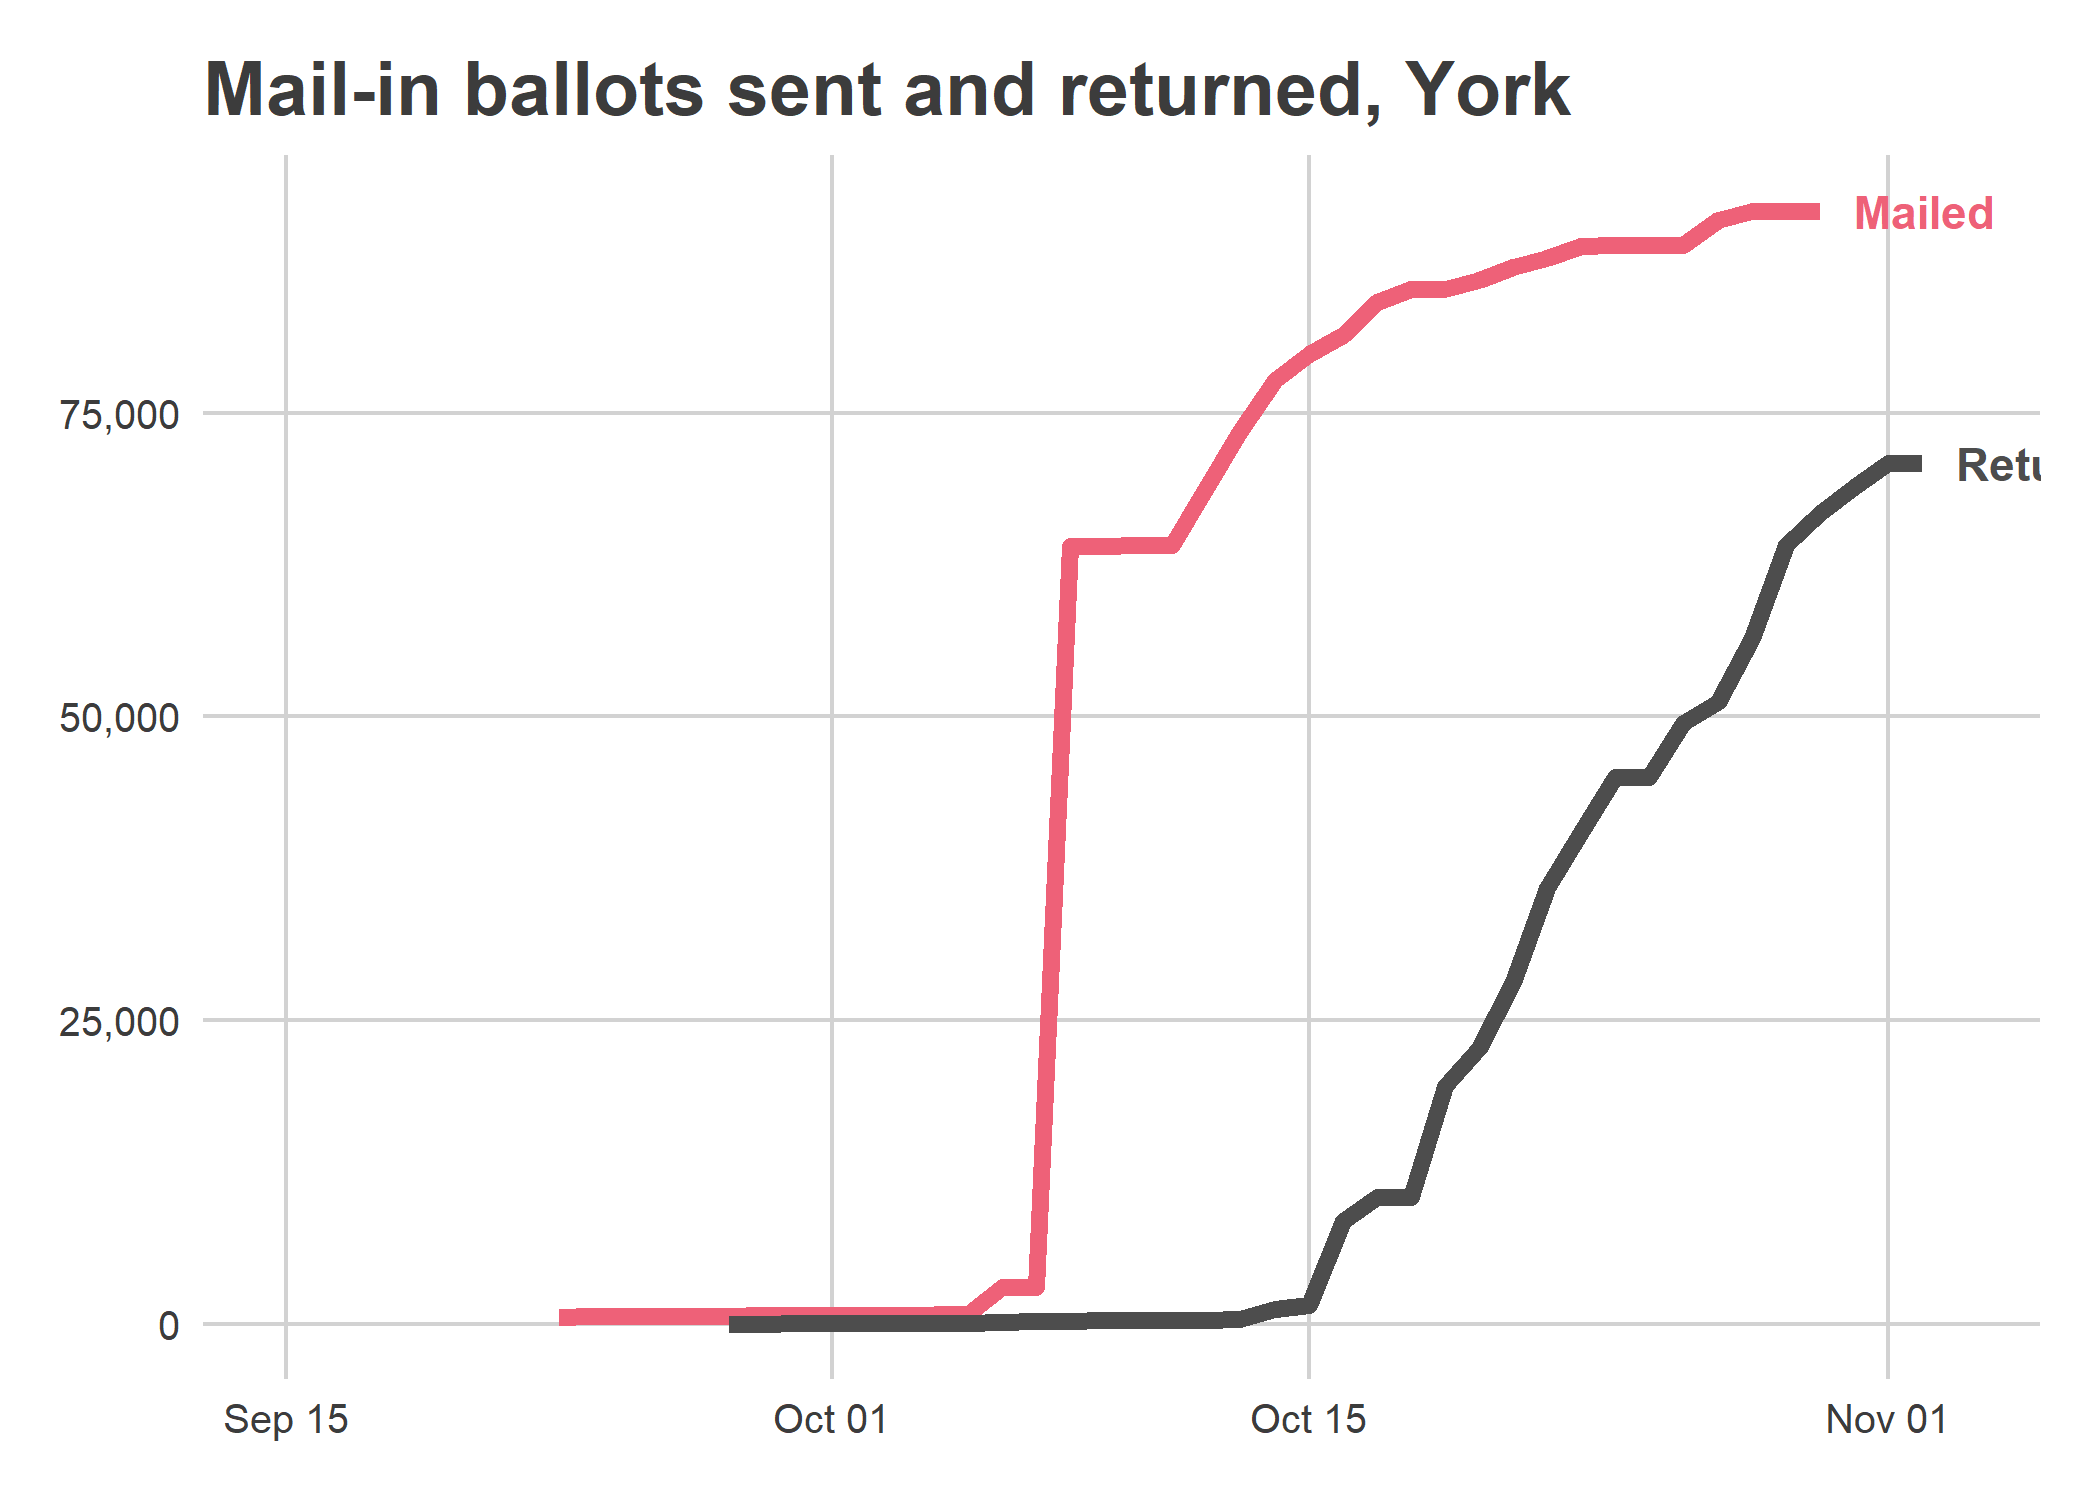 Mail-in ballots sent and returned, York
Mailed
75,000
Retu
50,000
25,000
0
Sep 15 Oct 01 Oct 15 Nov 01